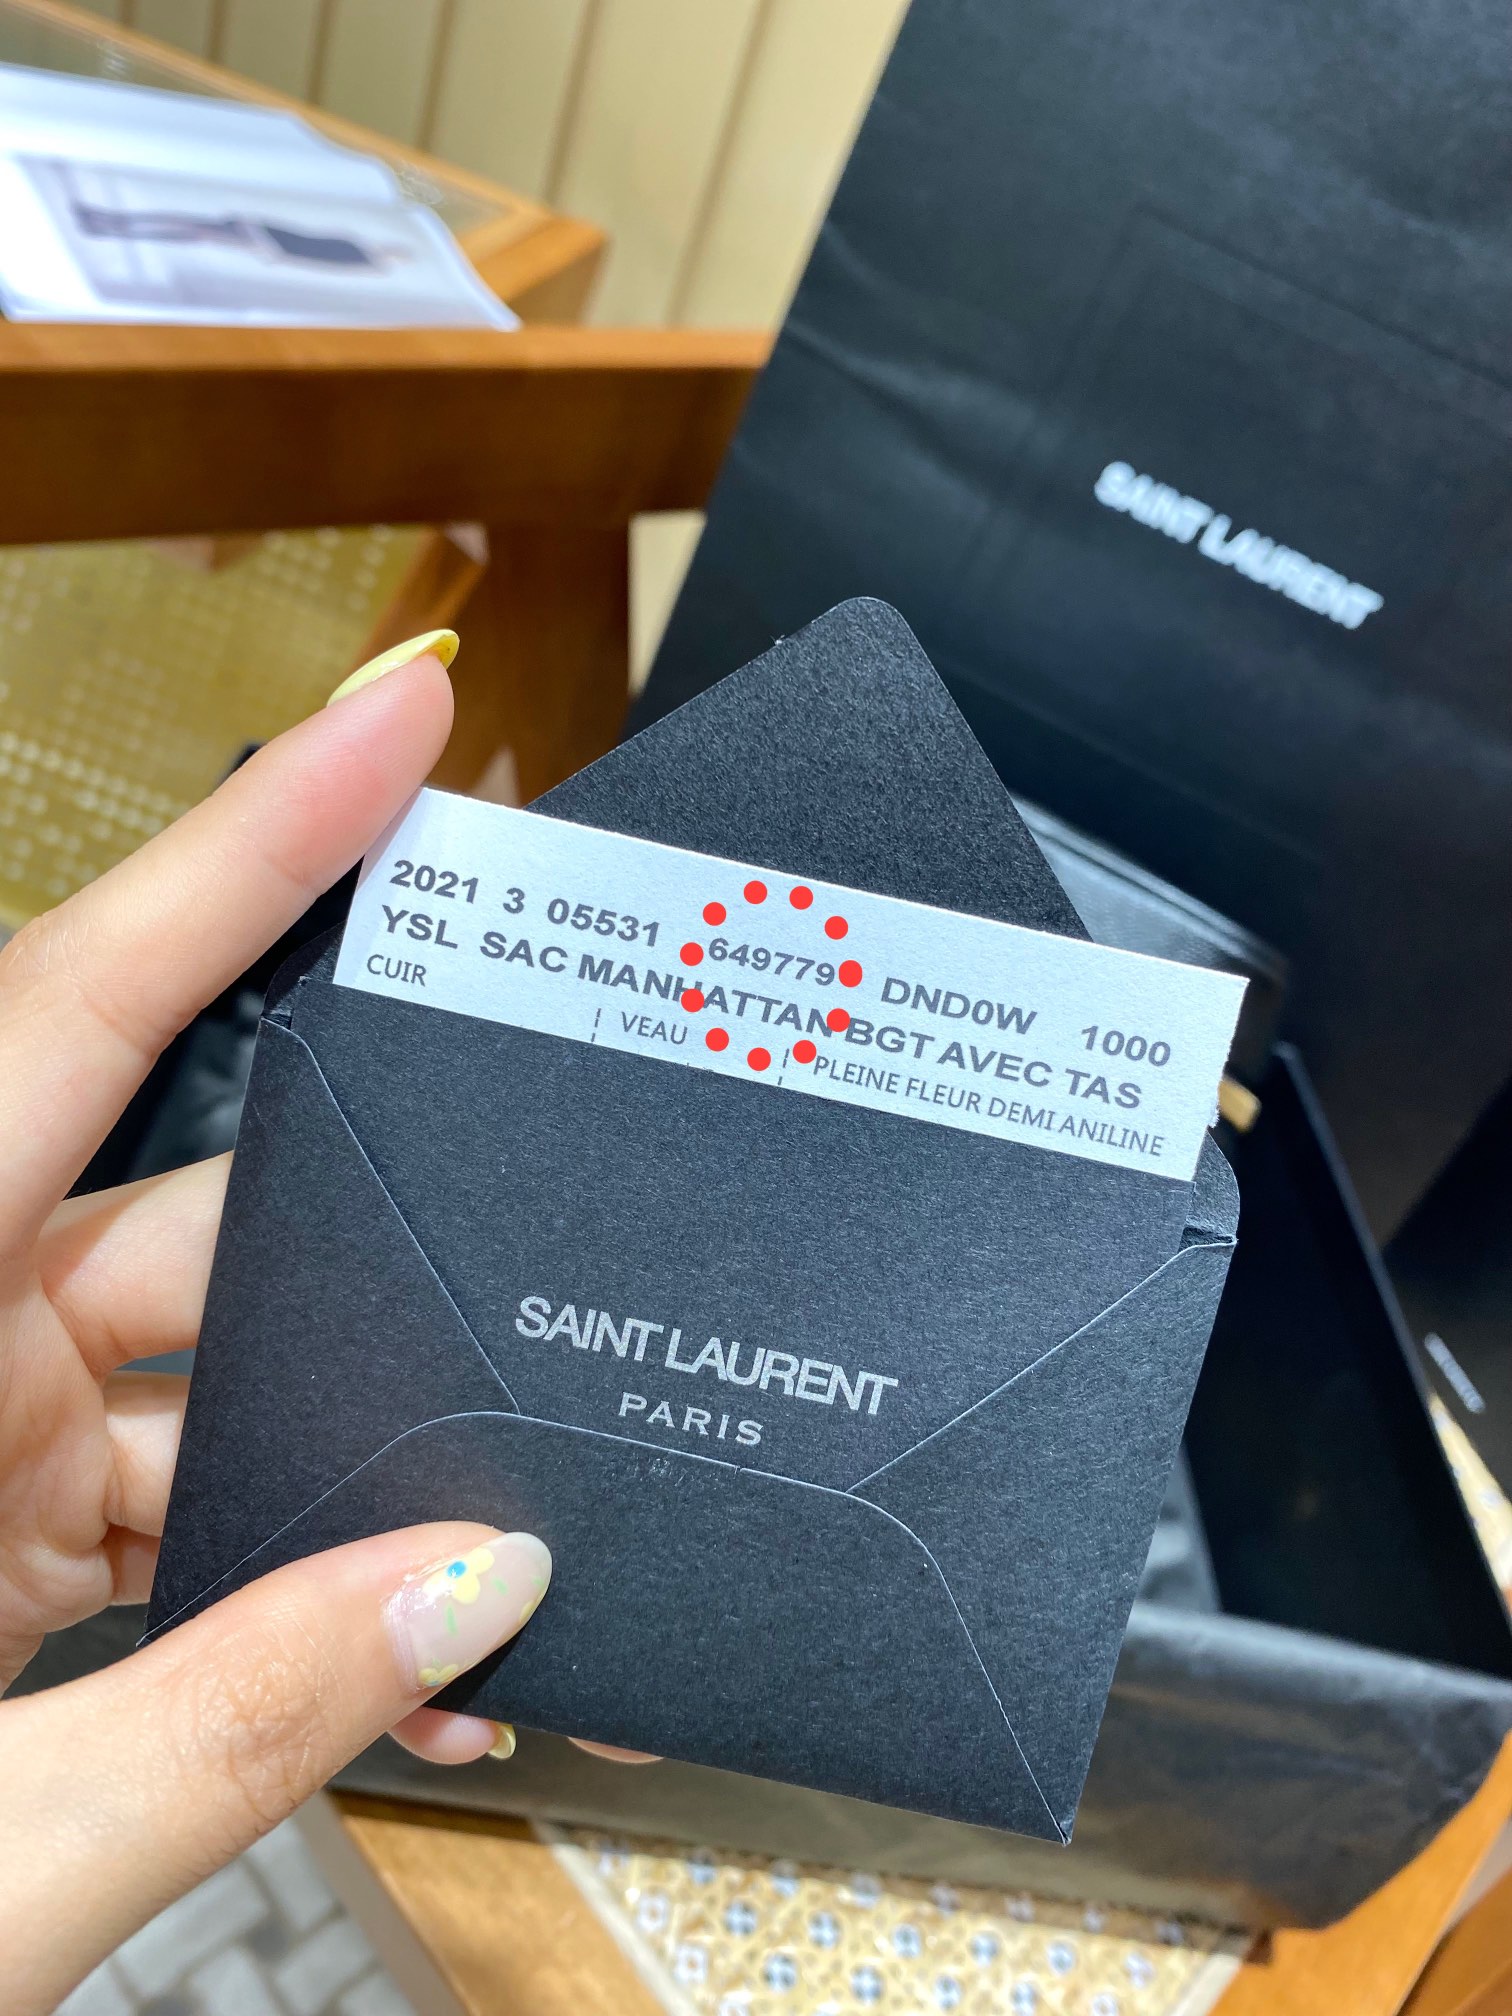 SAINT LAURENT
2021 3 05531 649779 DND0W 1000
YSL SAC MANHATTAN BGT AVEC TAS
CUIR VEAU PLEINE FLEUR DEMI ANILINE
SAINT LAURENT
PARIS